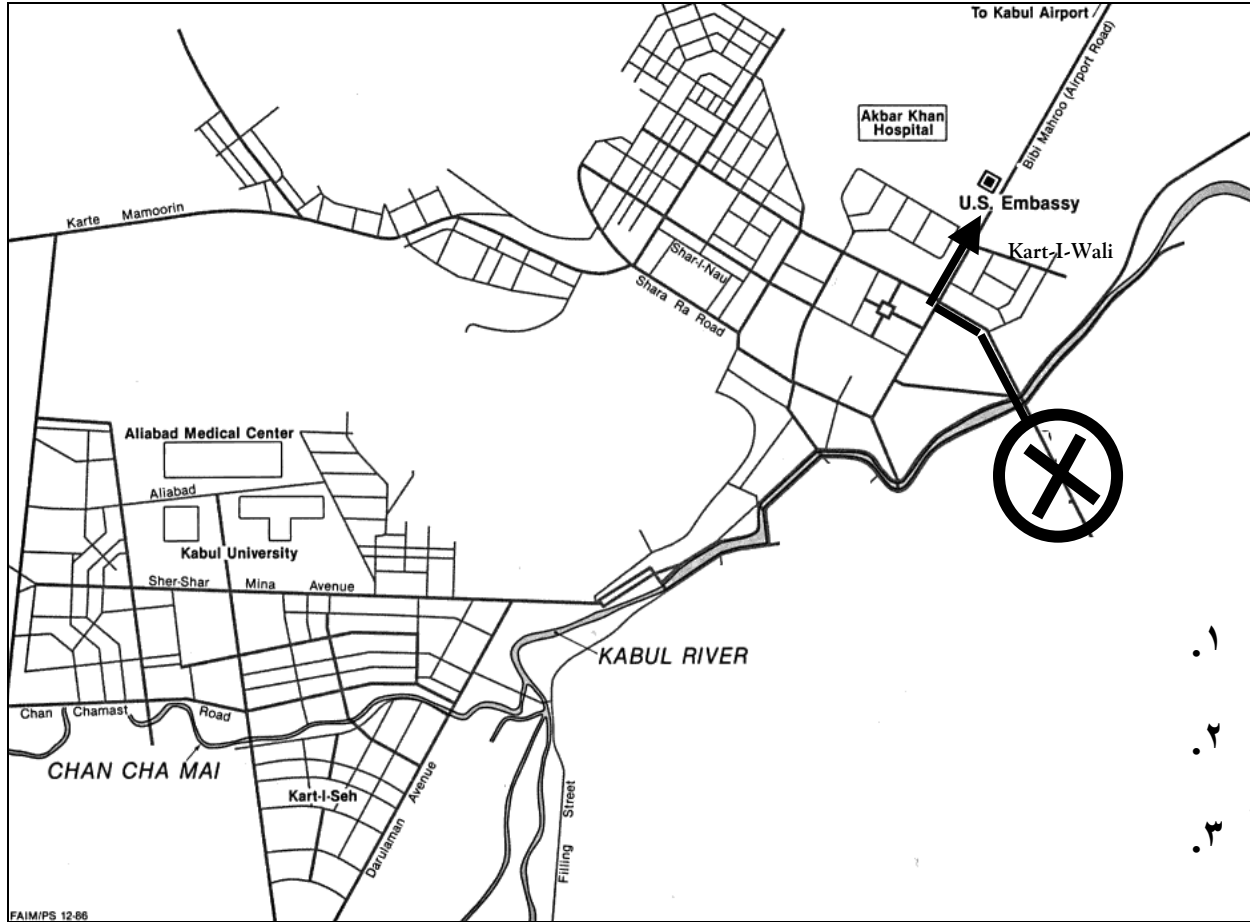 To Kabul Airport
Bibi Mahroo (Airport Road)
Akbar Khan
Hospital
U.S. Embassy
Kart-I-Wali
Karte Mamoorin
Shar-I-Nau
Shara Ra Road
Aliabad Medical Center
Aliabad
Kabul University
Sher-Shar Mina Avenue
KABUL RIVER
Chan Chamast Road
CHAN CHA MAI
Kart-I-Seh
Darulaman Avenue
Filling Street
.۱
.۲
.۳
FAIM/PS 12-86